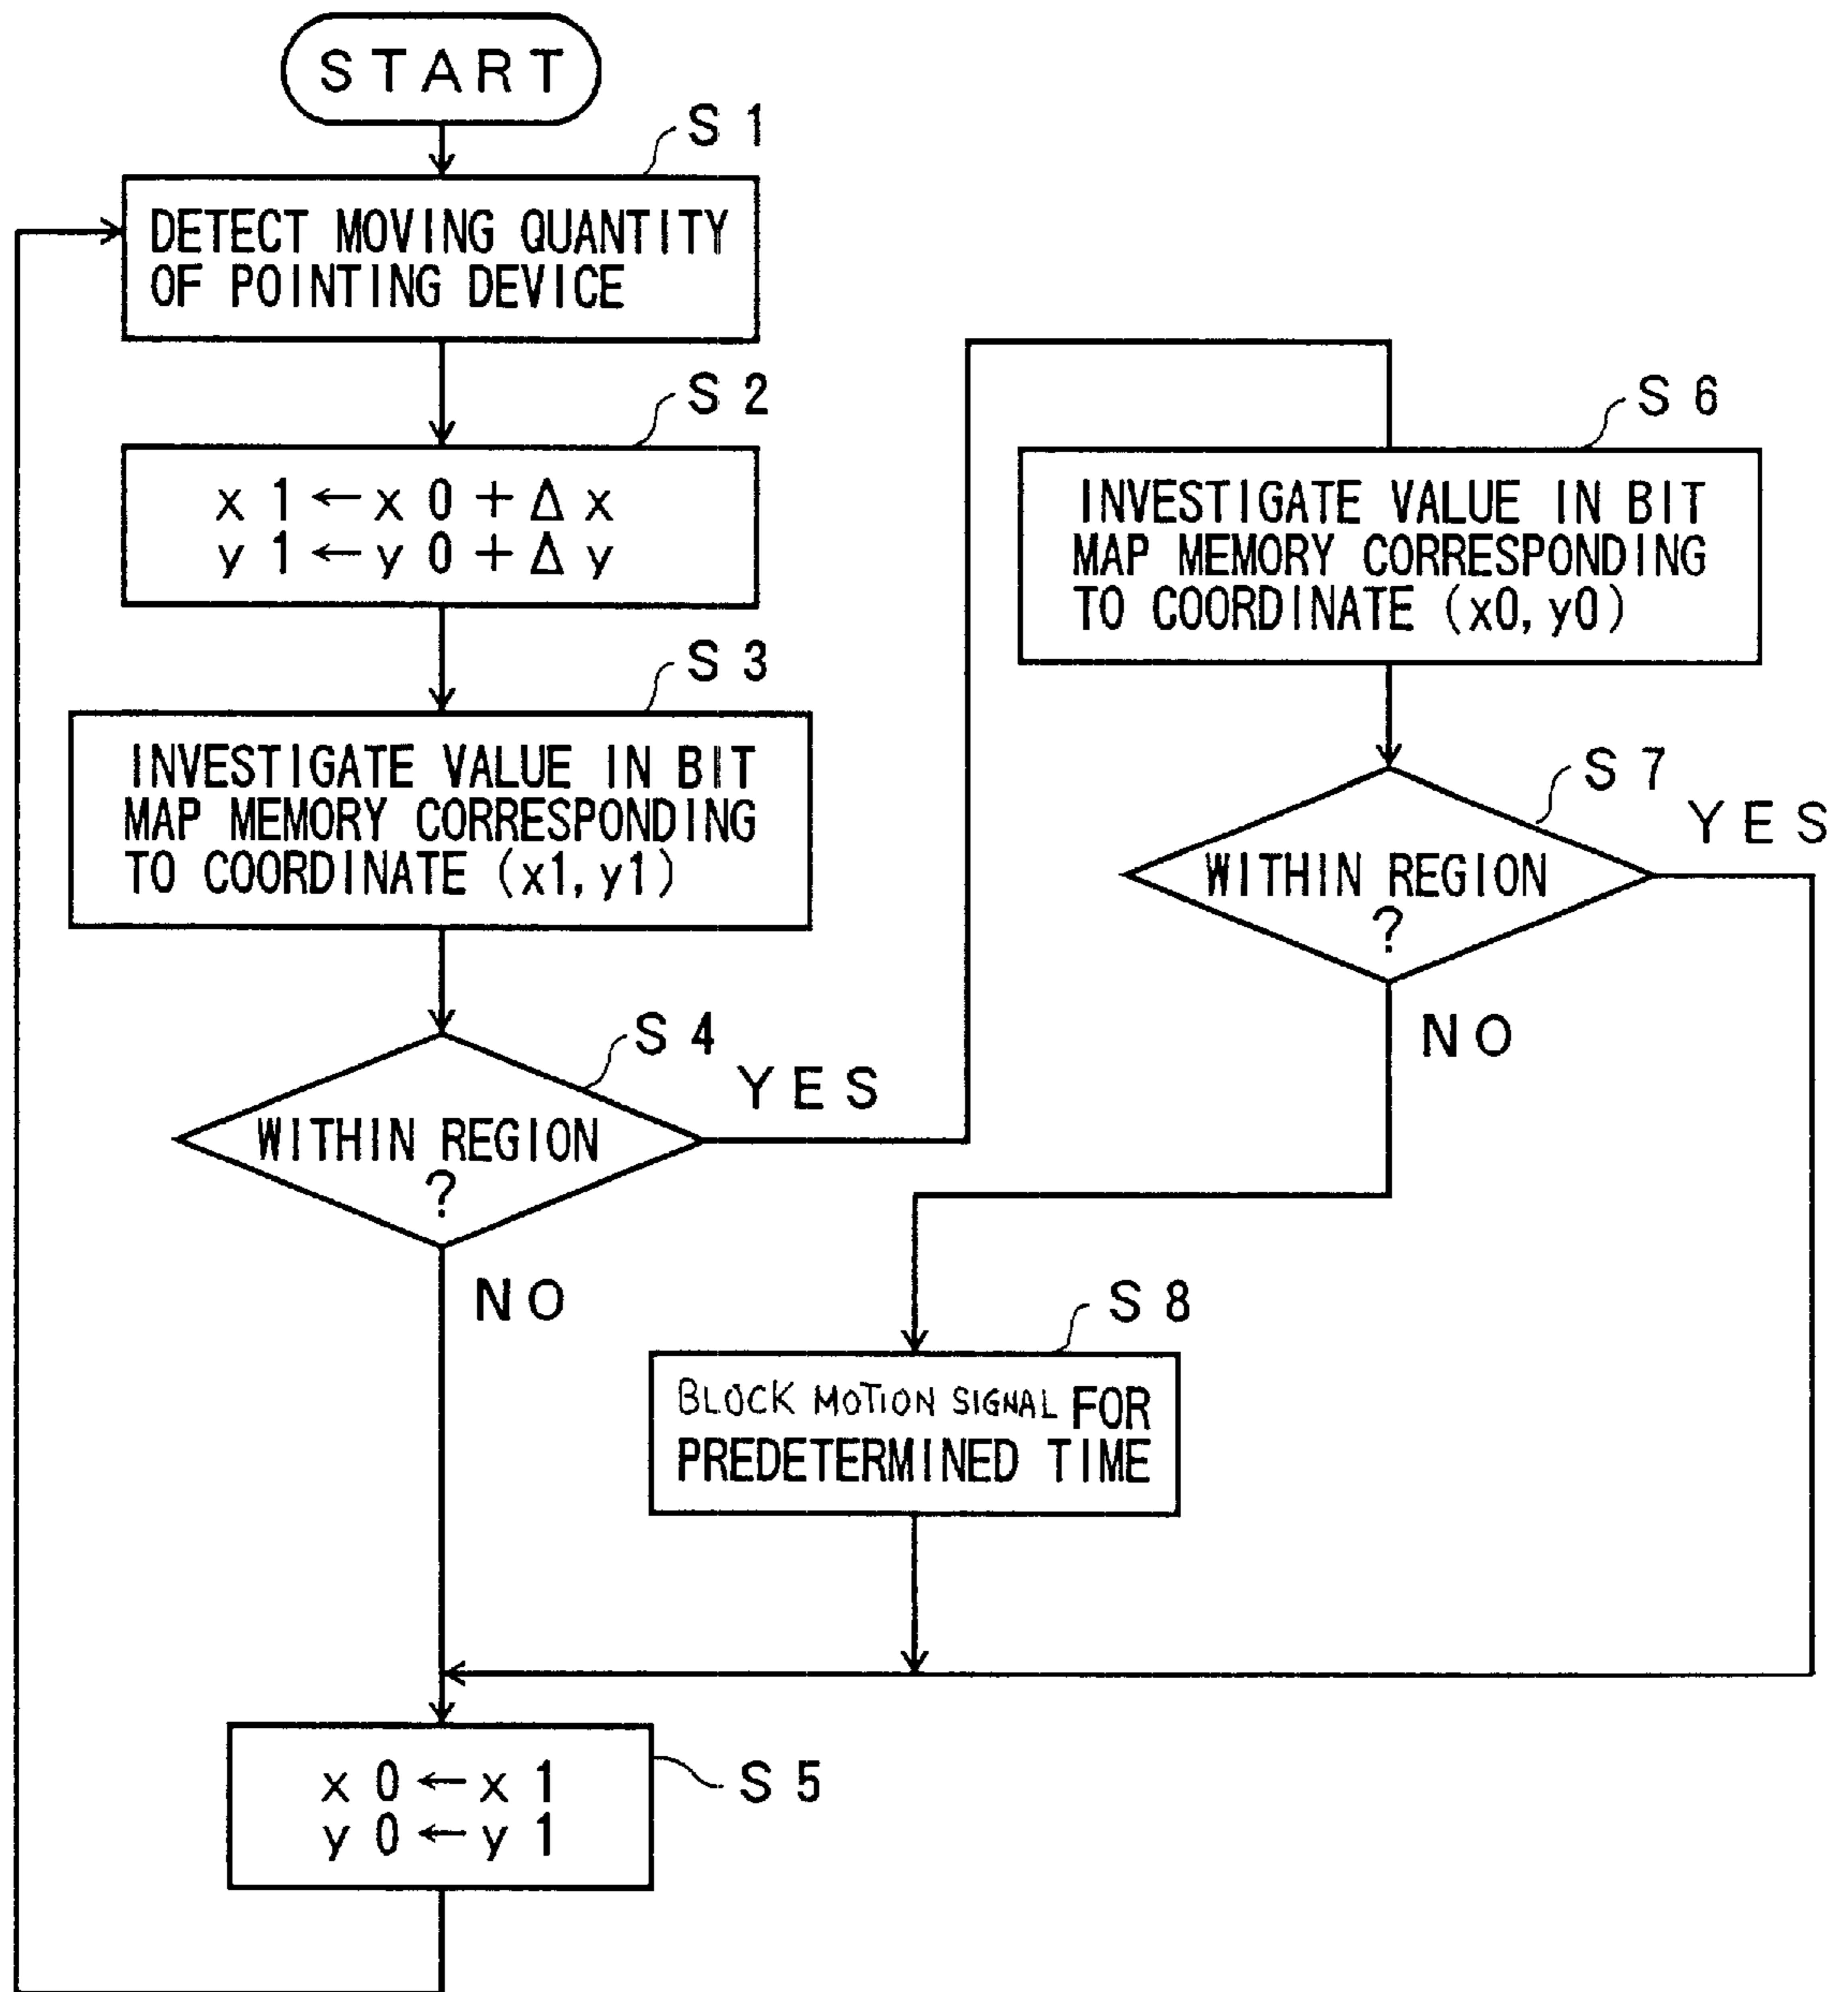 START
S1
DETECT MOVING QUANTITY
OF POINTING DEVICE
S2
x1←x0+Δx
y1←y0+Δy
S3
INVESTIGATE VALUE IN BIT
MAP MEMORY CORRESPONDING
TO COORDINATE (x1, y1)
S4
YES
WITHIN REGION
?
NO
S6
INVESTIGATE VALUE IN BIT
MAP MEMORY CORRESPONDING
TO COORDINATE (x0, y0)
S7
YES
WITHIN REGION
?
NO
S8
BLOCK MOTION SIGNAL FOR
PREDETERMINED TIME
S5
x0←x1
y0←y1